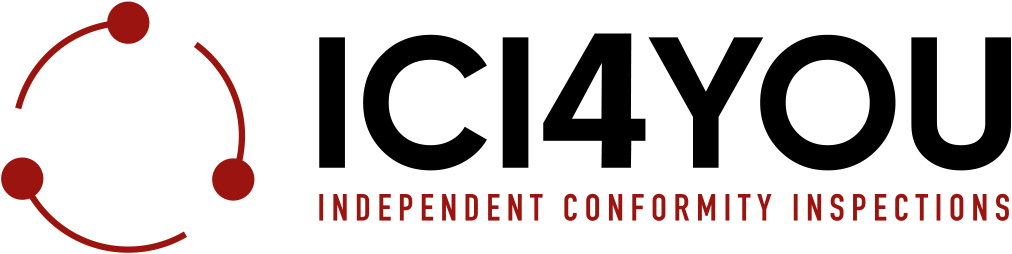 ICI4YOU
INDEPENDENT CONFORMITY INSPECTIONS